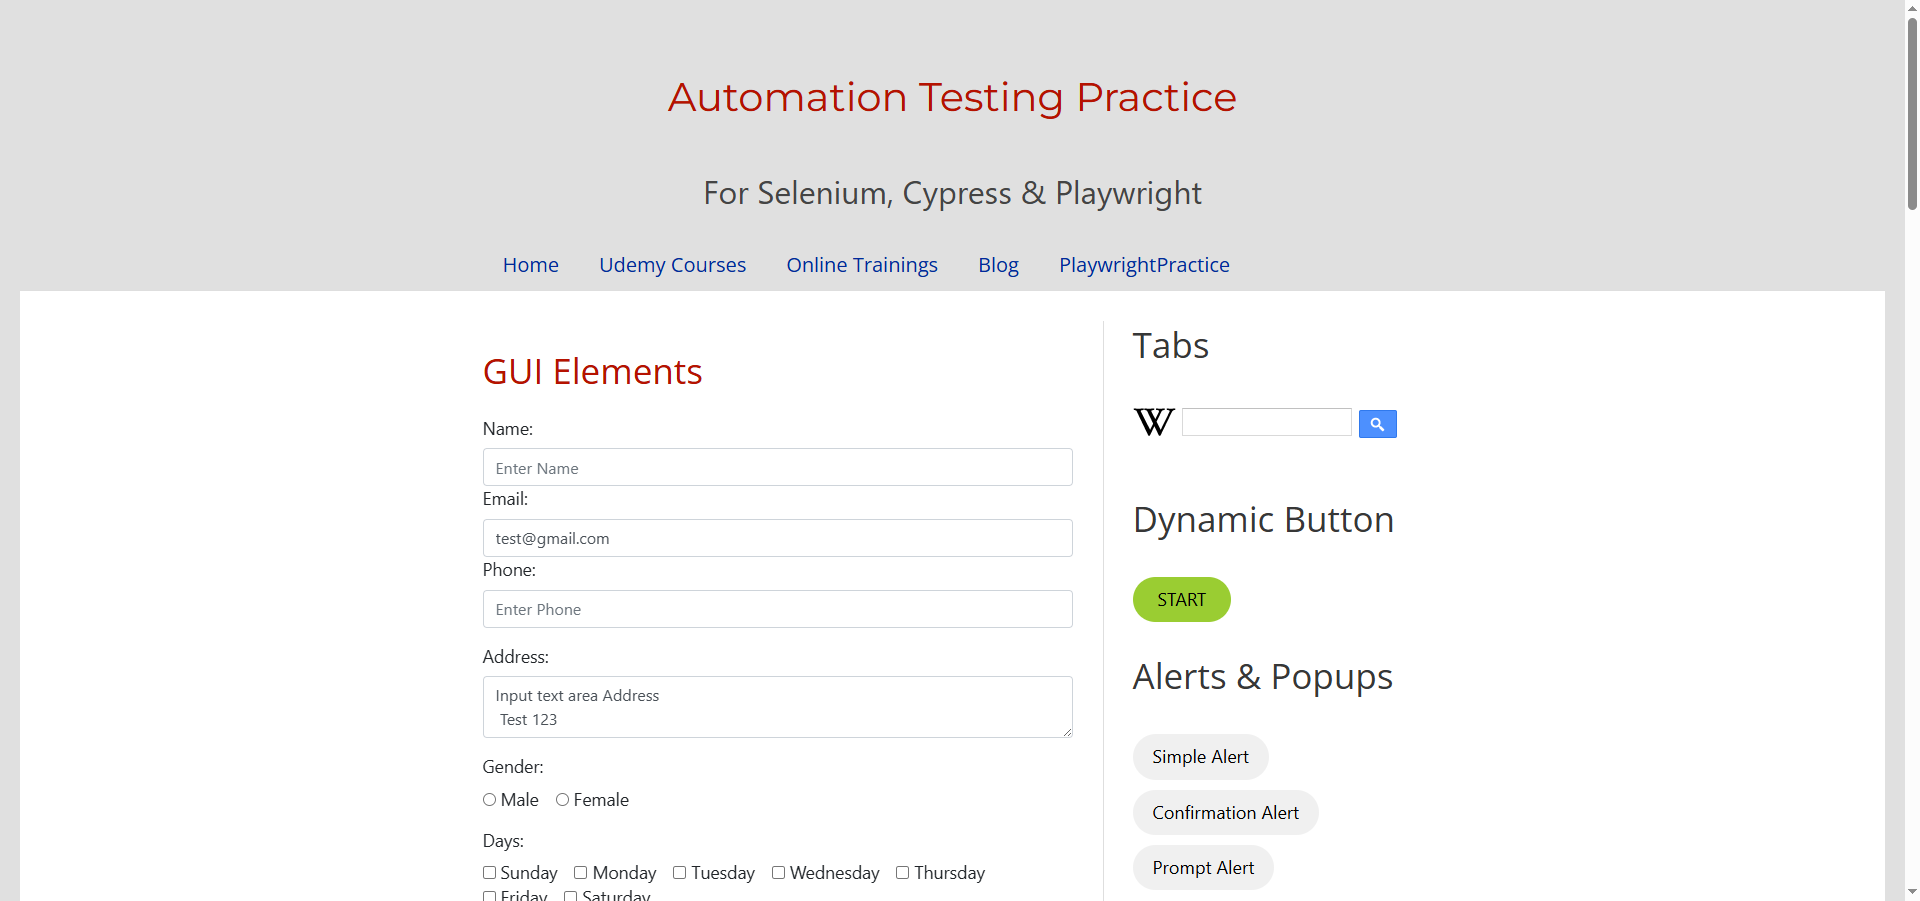 Automation Testing Practice
For Selenium, Cypress & Playwright
Home Udemy Courses Online Trainings Blog PlaywrightPractice
GUI Elements
Name:
Enter Name
Email:
test@gmail.com
Phone:
Enter Phone
Address:
Input text area Address
Test 123
Gender:
Male Female
Days:
Sunday Monday Tuesday Wednesday Thursday
Friday Saturday
Tabs
W
Dynamic Button
START
Alerts & Popups
Simple Alert
Confirmation Alert
Prompt Alert